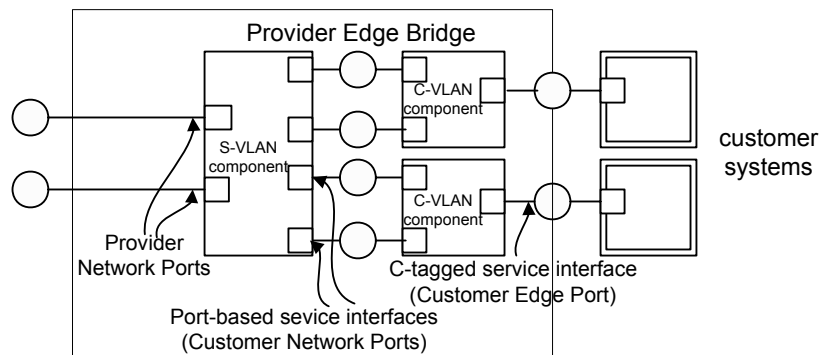 Provider Edge Bridge
C-VLAN
component
S-VLAN
component
customer
systems
C-VLAN
component
Provider
Network Ports
C-tagged service interface
(Customer Edge Port)
Port-based sevice interfaces
(Customer Network Ports)